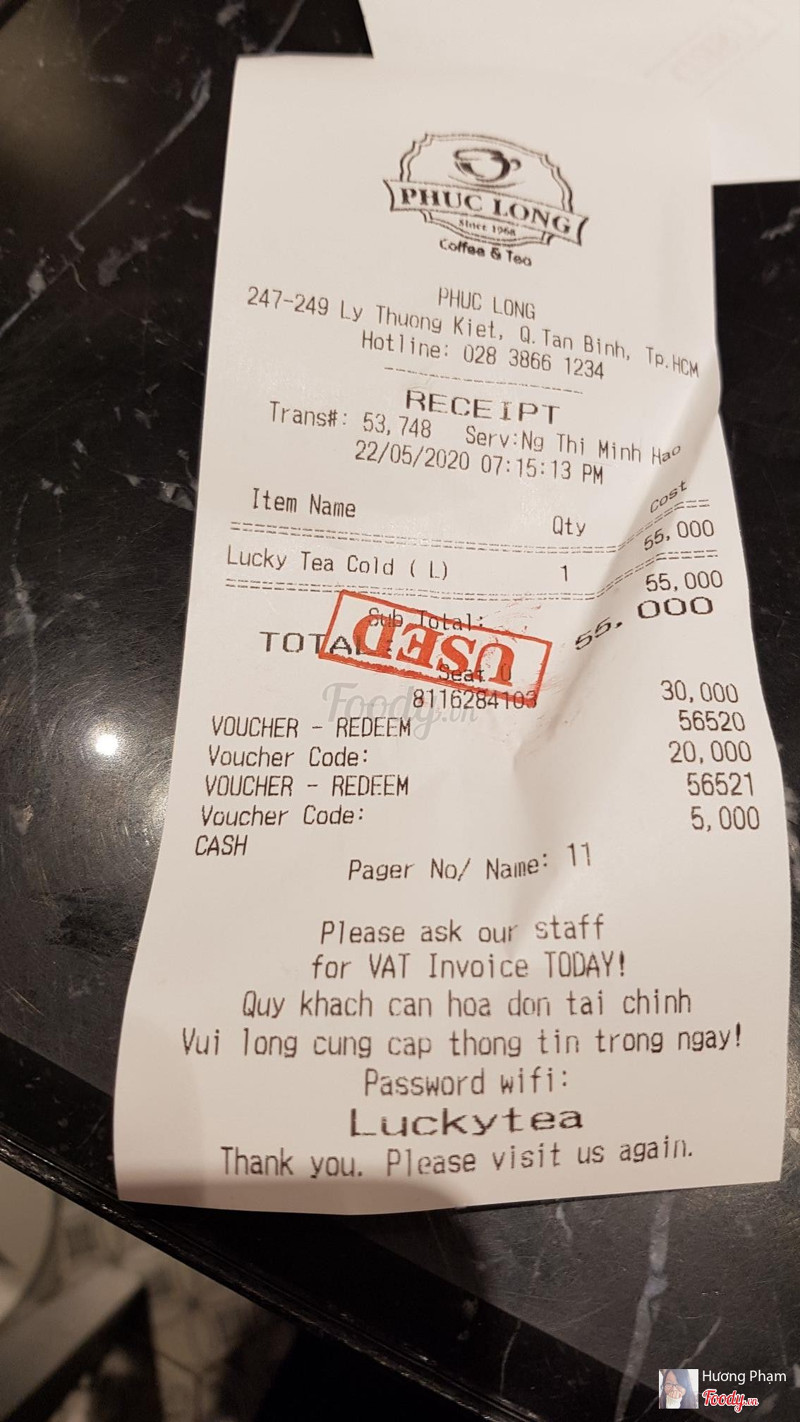 PHUC LONG
Since 1968
Coffee & Tea
PHUC LONG
247-249 Ly Thuong Kiet, Q.Tan Binh, Tp.HCM
Hotline: 028 3866 1234
RECEIPT
Trans#: 53,748 Serv:Ng Thi Minh Hao
22/05/2020 07:15:13 PM
Item Name Qty Cost
Lucky Tea Cold ( L) 1 55,000
Sub Total: 55,000
TOTAL: 55,000
USED
Seat 0
8116284103
VOUCHER - REDEEM 30,000
Voucher Code: 56520
VOUCHER - REDEEM 20,000
Voucher Code: 56521
CASH 5,000
Pager No/ Name: 11
Please ask our staff
for VAT Invoice TODAY!
Quy khach can hoa don tai chinh
Vui long cung cap thong tin trong ngay!
Password wifi:
Luckytea
Thank you. Please visit us again.
Foody.vn
Hương Phạm
Foody.vn